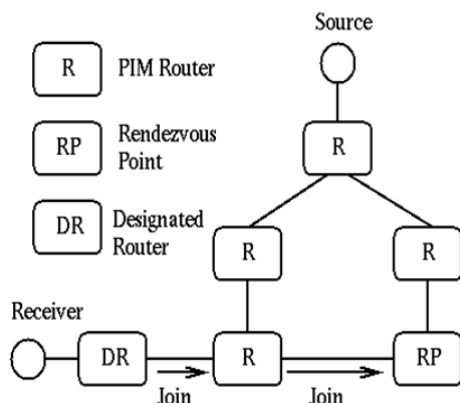 Source
R
PIM Router
R
RP
Rendezvous
Point
DR
Designated
Router
R
R
Receiver
DR
R
RP
Join
Join